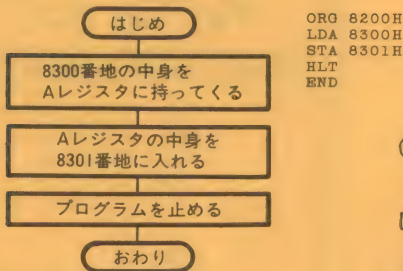 はじめ
8300番地の中身を
Aレジスタに持ってくる
Aレジスタの中身を
8301番地に入れる
プログラムを止める
おわり
ORG 8200H
LDA 8300H
STA 8301H
HLT
END